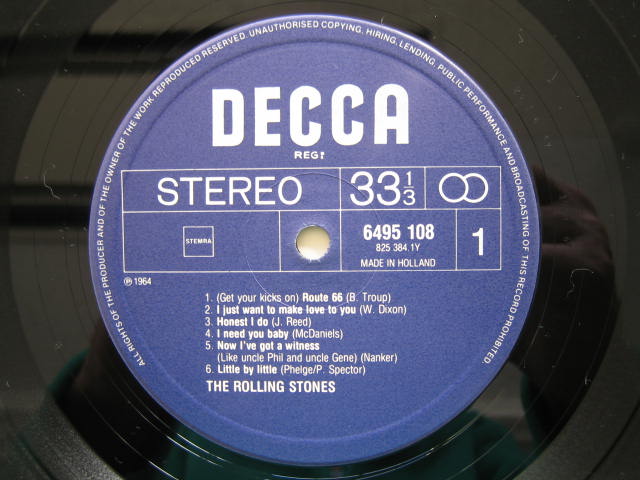 ALL RIGHTS OF THE PRODUCER AND OF THE OWNER OF THE WORK REPRODUCED RESERVED. UNAUTHORISED COPYING, HIRING, LENDING, PUBLIC PERFORMANCE AND BROADCASTING OF THIS RECORD PROHIBITED
DECCA
REGT
STEREO
33 1/3
STEMRA
6495 108
825 384.1Y
MADE IN HOLLAND
1
℗ 1964
1. (Get your kicks on) Route 66 (B. Troup)
2. I just want to make love to you (W. Dixon)
3. Honest I do (J. Reed)
4. I need you baby (McDaniels)
5. Now I've got a witness
(Like uncle Phil and uncle Gene) (Nanker)
6. Little by little (Phelge/P. Spector)
THE ROLLING STONES